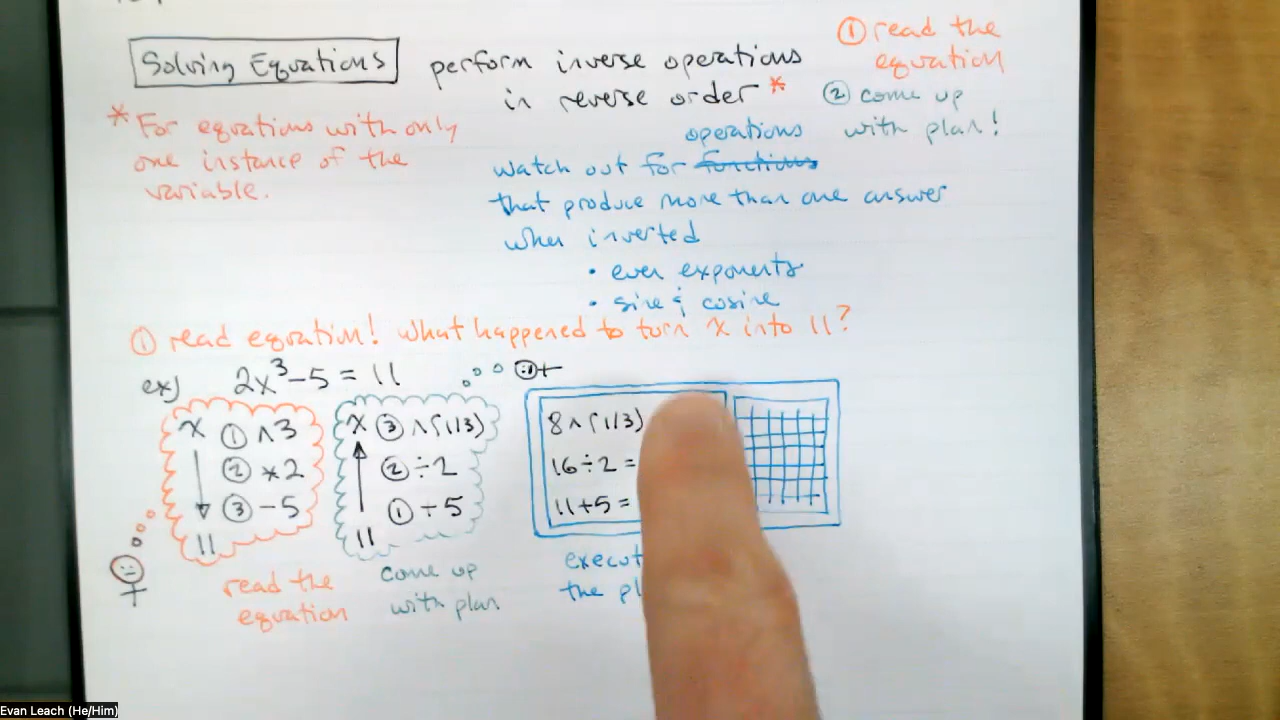 Solving Equations perform inverse operations
in reverse order *
① read the
equation
② come up
with plan!
* For equations with only
one instance of the
variable.
operations
watch out for functions
that produce more than one answer
when inverted
• even exponents
• sine & cosine
① read equation! What happened to turn x into 11?
ex) 2x³-5 = 11
x ① ^3
② *2
③ -5
11
read the
equation
x ③ ^(1/3)
② ÷2
① +5
11
come up
with plan
8^(1/3)
16÷2=
11+5=
the
Evan Leach (He/Him)